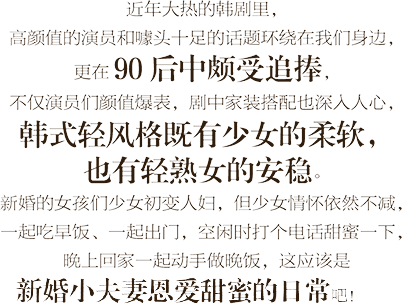 近年大热的韩剧里，
高颜值的演员和噱头十足的话题环绕在我们身边，
更在 90 后中颇受追捧，
不仅演员们颜值爆表，剧中家装搭配也深入人心，
韩式轻风格既有少女的柔软，
也有轻熟女的安稳。
新婚的女孩们少女初变人妇，但少女情怀依然不减，
一起吃早饭、一起出门，空闲时打个电话甜蜜一下，
晚上回家一起动手做晚饭，这应该是
新婚小夫妻恩爱甜蜜的日常吧！